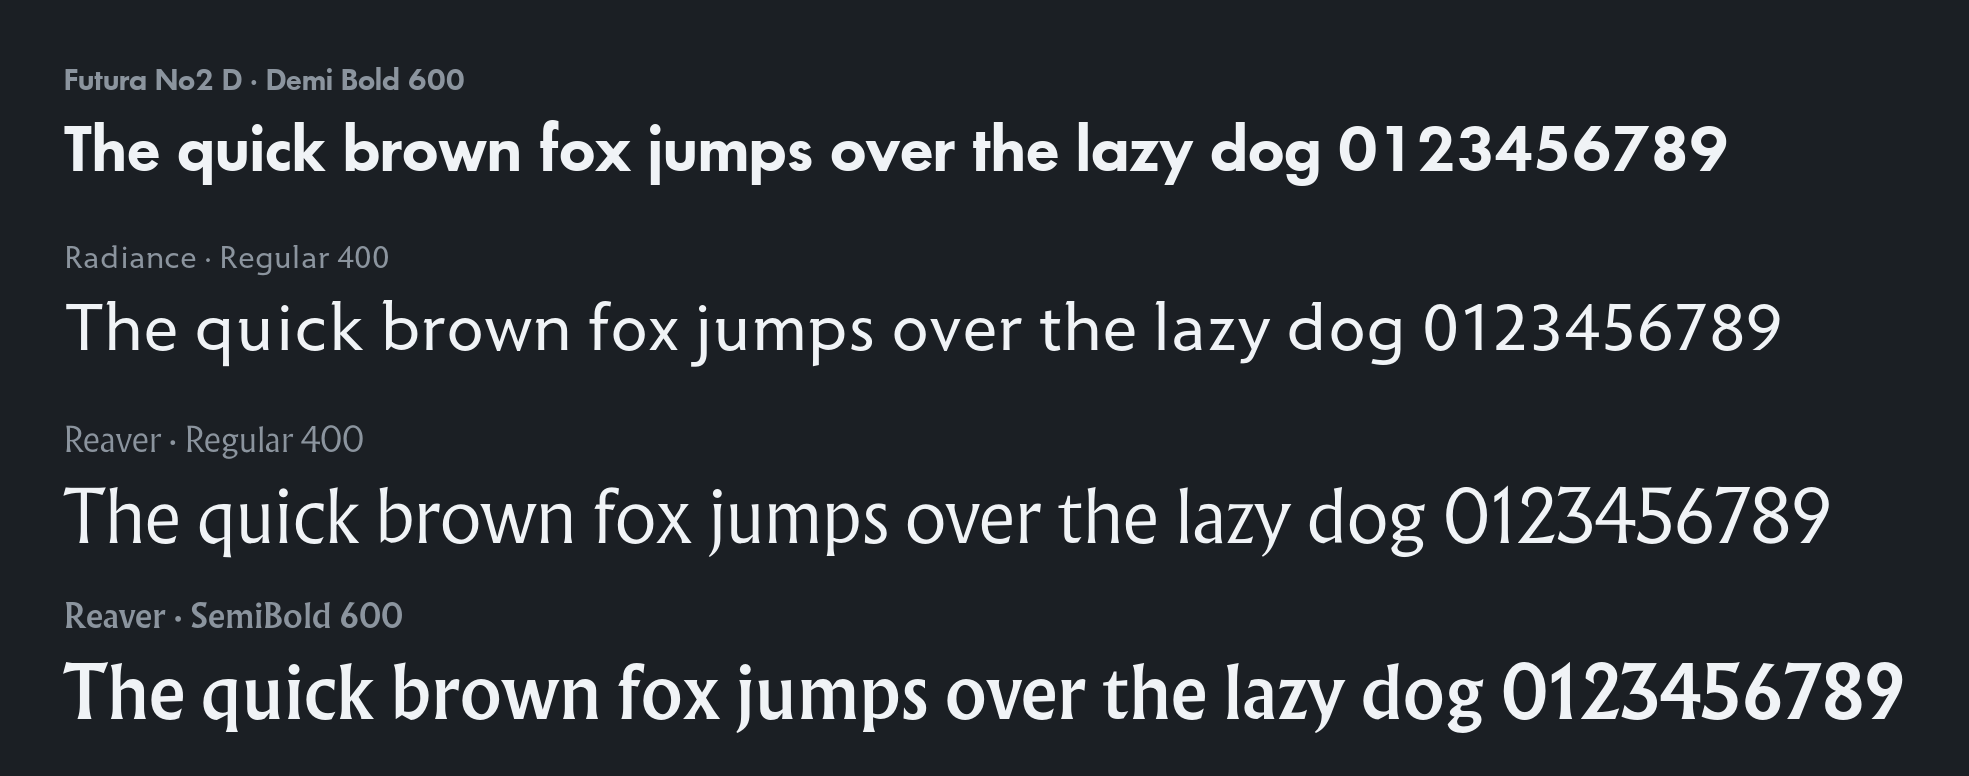 Futura No2 D · Demi Bold 600
The quick brown fox jumps over the lazy dog 0123456789
Radiance · Regular 400
The quick brown fox jumps over the lazy dog 0123456789
Reaver · Regular 400
The quick brown fox jumps over the lazy dog 0123456789
Reaver · SemiBold 600
The quick brown fox jumps over the lazy dog 0123456789